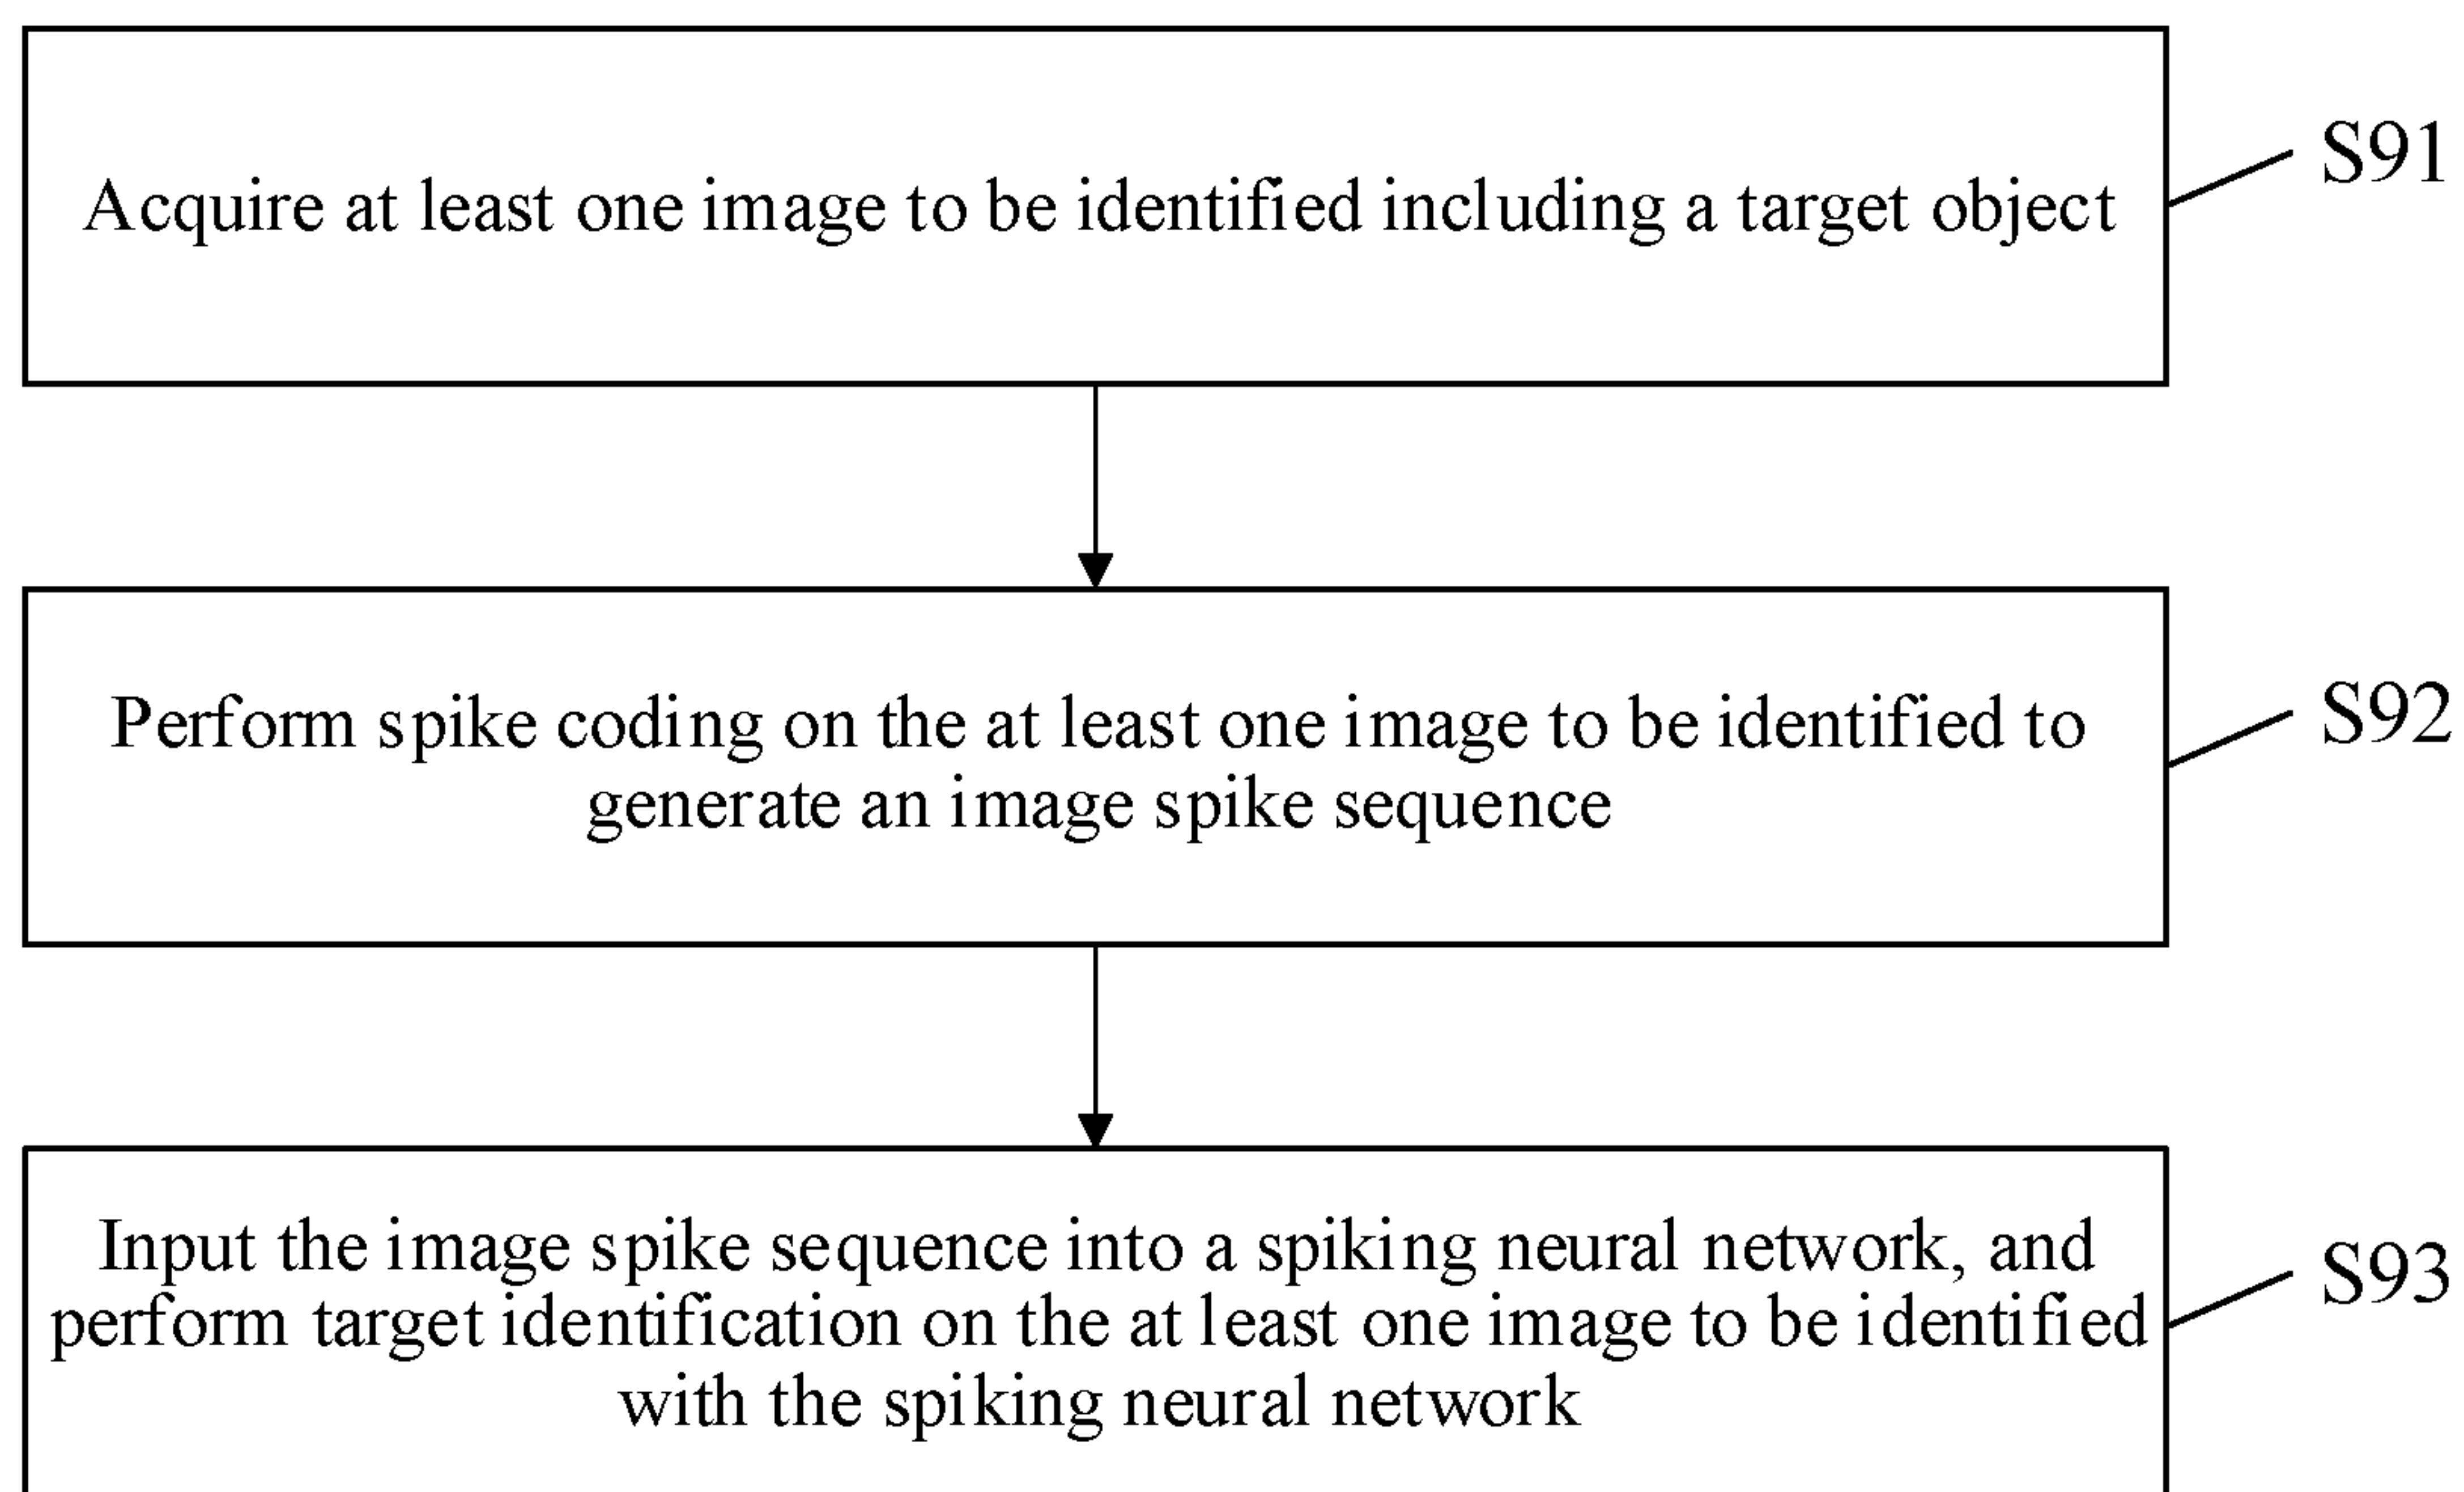 Acquire at least one image to be identified including a target object
S91
Perform spike coding on the at least one image to be identified to
generate an image spike sequence
S92
Input the image spike sequence into a spiking neural network, and
perform target identification on the at least one image to be identified
with the spiking neural network
S93